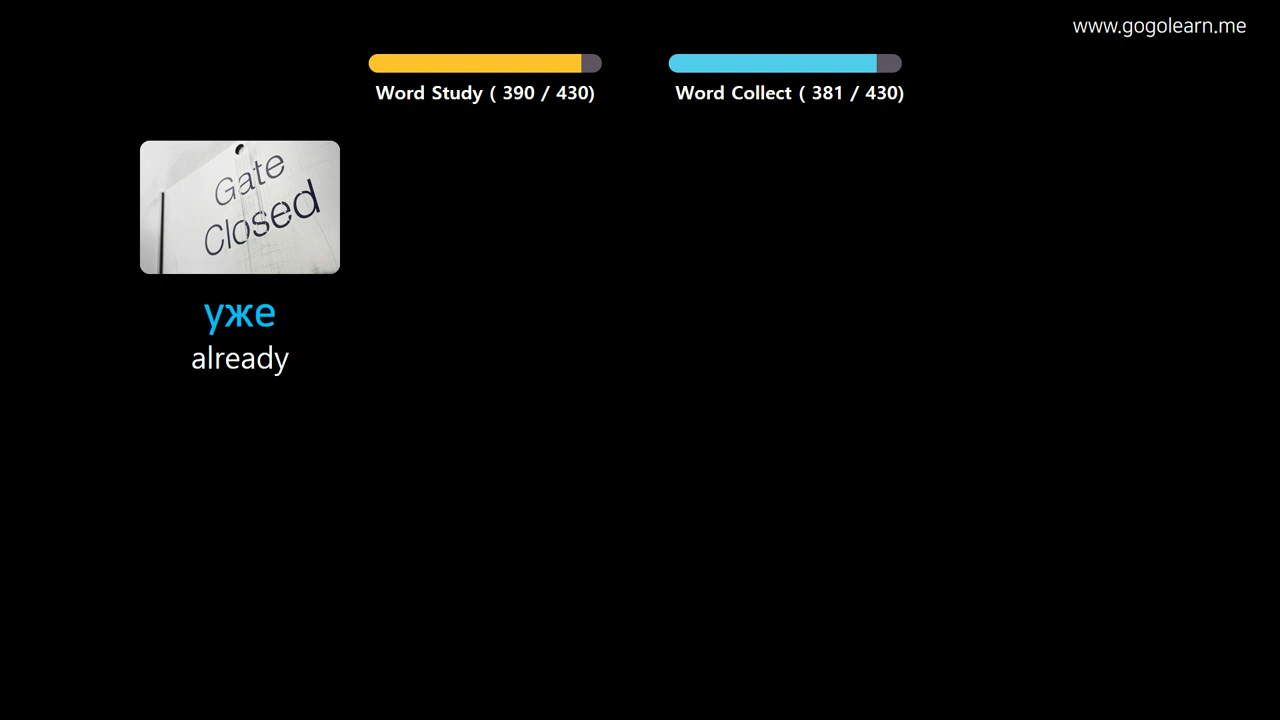 www.gogolearn.me
Word Study ( 390 / 430)
Word Collect ( 381 / 430)
Gate
Closed
уже
already